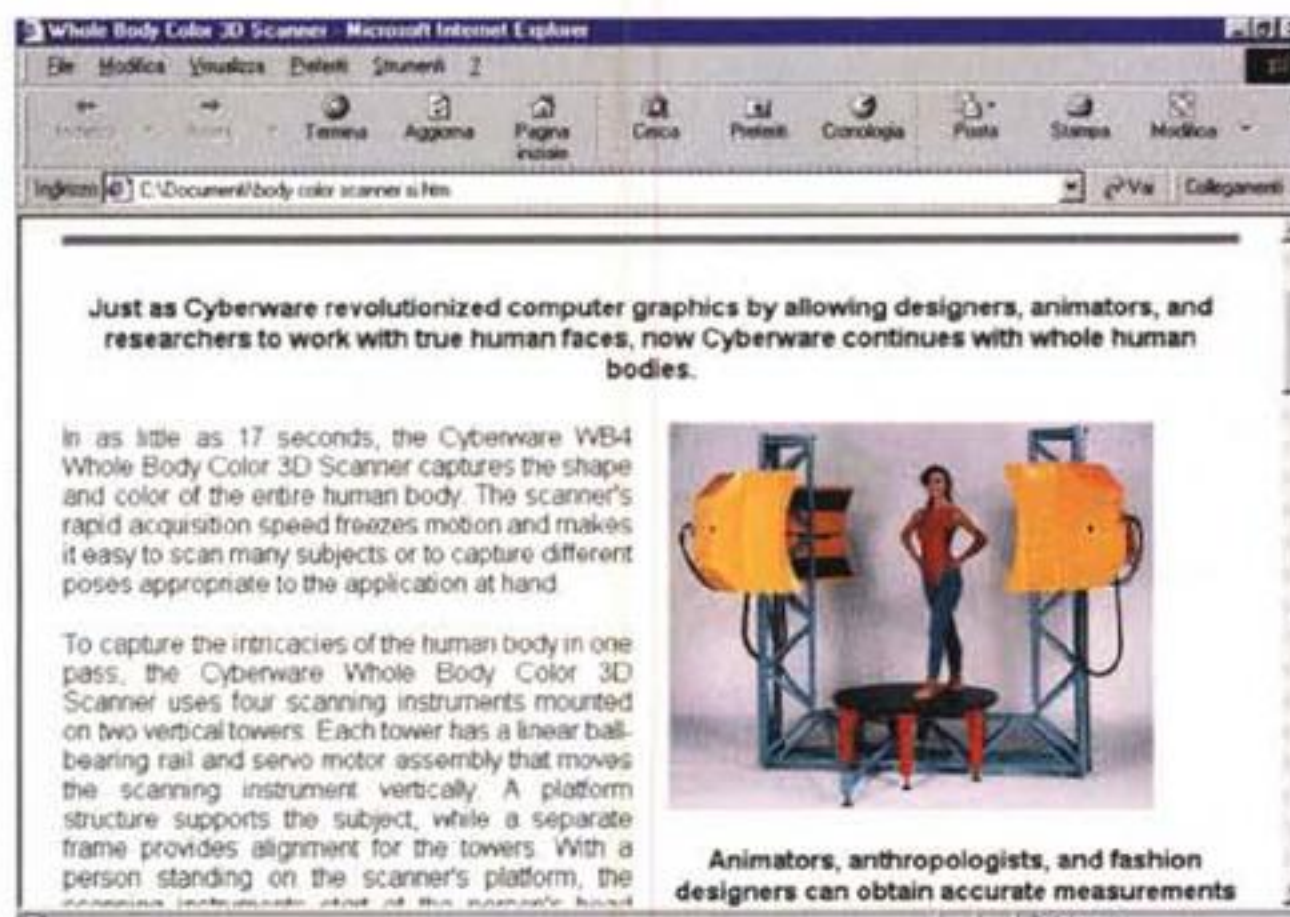 Whole Body Color 3D Scanner - Microsoft Internet Explorer
File Modifica Visualizza Preferiti Strumenti ?
Termina Aggiorna Pagina iniziale Cerca Preferiti Cronologia Posta Stampa Modifica
Indirizzo C:\Documenti\body color scanner si.htm Vai Collegamenti
Just as Cyberware revolutionized computer graphics by allowing designers, animators, and
researchers to work with true human faces, now Cyberware continues with whole human
bodies.
In as little as 17 seconds, the Cyberware WB4
Whole Body Color 3D Scanner captures the shape
and color of the entire human body. The scanner's
rapid acquisition speed freezes motion and makes
it easy to scan many subjects or to capture different
poses appropriate to the application at hand.
To capture the intricacies of the human body in one
pass, the Cyberware Whole Body Color 3D
Scanner uses four scanning instruments mounted
on two vertical towers. Each tower has a linear ball-
bearing rail and servo motor assembly that moves
the scanning instrument vertically. A platform
structure supports the subject, while a separate
frame provides alignment for the towers. With a
person standing on the scanner's platform, the
scanning instruments start at the person's head
Animators, anthropologists, and fashion
designers can obtain accurate measurements